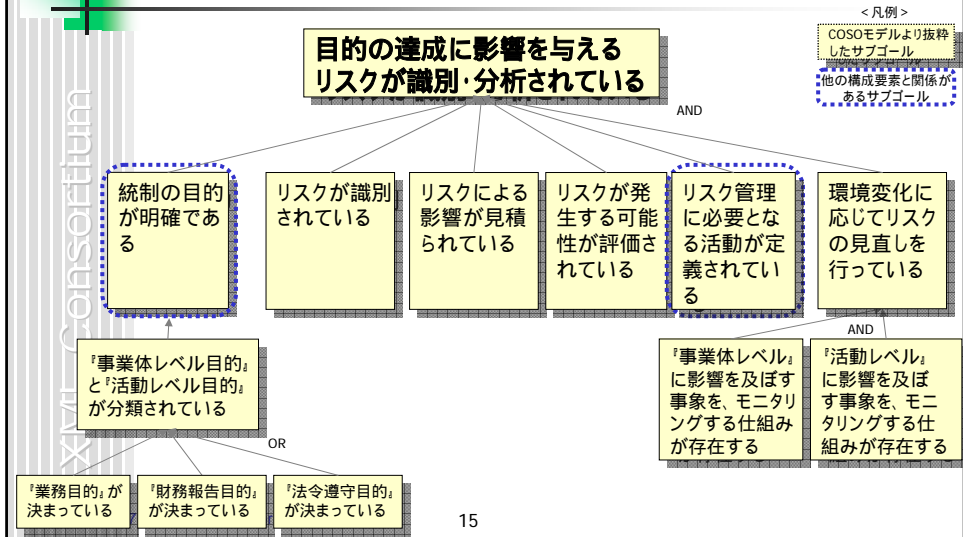 <凡例>
COSOモデルより抜粋
したサブゴール
他の構成要素と関係が
あるサブゴール
目的の達成に影響を与える
リスクが識別・分析されている
AND
統制の目的
が明確であ
る
リスクが識別
されている
リスクによる
影響が見積
られている
リスクが発
生する可能
性が評価さ
れている
リスク管理
に必要とな
る活動が定
義されてい
る
環境変化に
応じてリスク
の見直しを
行っている
AND
『事業体レベル目的』
と『活動レベル目的』
が分類されている
『事業体レベル』
に影響を及ぼす
事象を、モニタリ
ングする仕組み
が存在する
『活動レベル』
に影響を及ぼ
す事象を、モニ
タリングする仕
組みが存在する
OR
『業務目的』が
決まっている
『財務報告目的』
が決まっている
『法令遵守目的』
が決まっている
15
XML Consortium